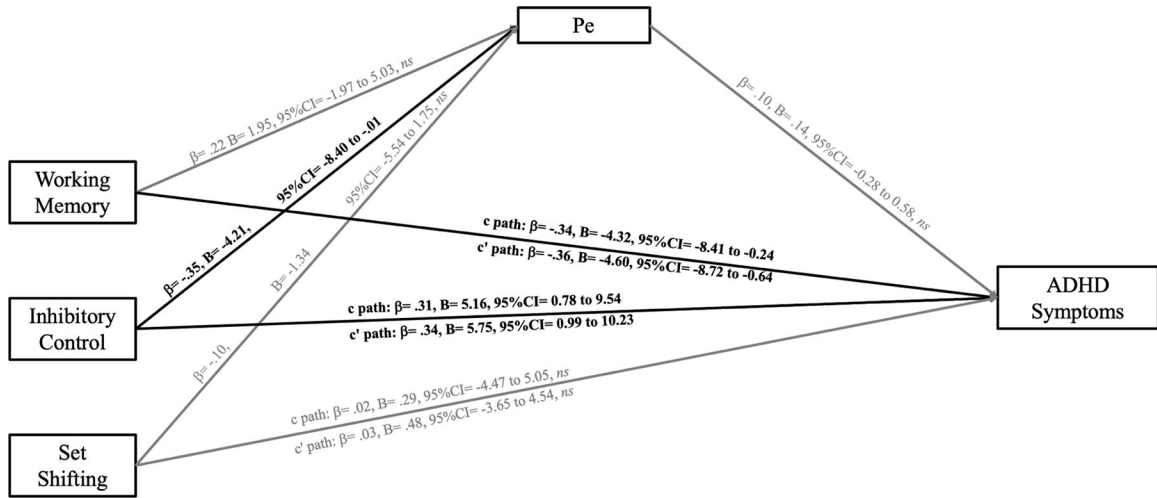 Pe
β= .22 B= 1.95, 95%CI= -1.97 to 5.03, ns
β= .10, B= .14, 95%CI= -0.28 to 0.58, ns
Working
Memory
β= -.35, B= -4.21, 95%CI= -8.40 to -.01
β= -.10, B= -1.34 95%CI= -5.54 to 1.75, ns
c path: β= -.34, B= -4.32, 95%CI= -8.41 to -0.24
c' path: β= -.36, B= -4.60, 95%CI= -8.72 to -0.64
ADHD
Symptoms
Inhibitory
Control
c path: β= .31, B= 5.16, 95%CI= 0.78 to 9.54
c' path: β= .34, B= 5.75, 95%CI= 0.99 to 10.23
c path: β= .02, B= .29, 95%CI= -4.47 to 5.05, ns
c' path: β= .03, B= .48, 95%CI= -3.65 to 4.54, ns
Set
Shifting